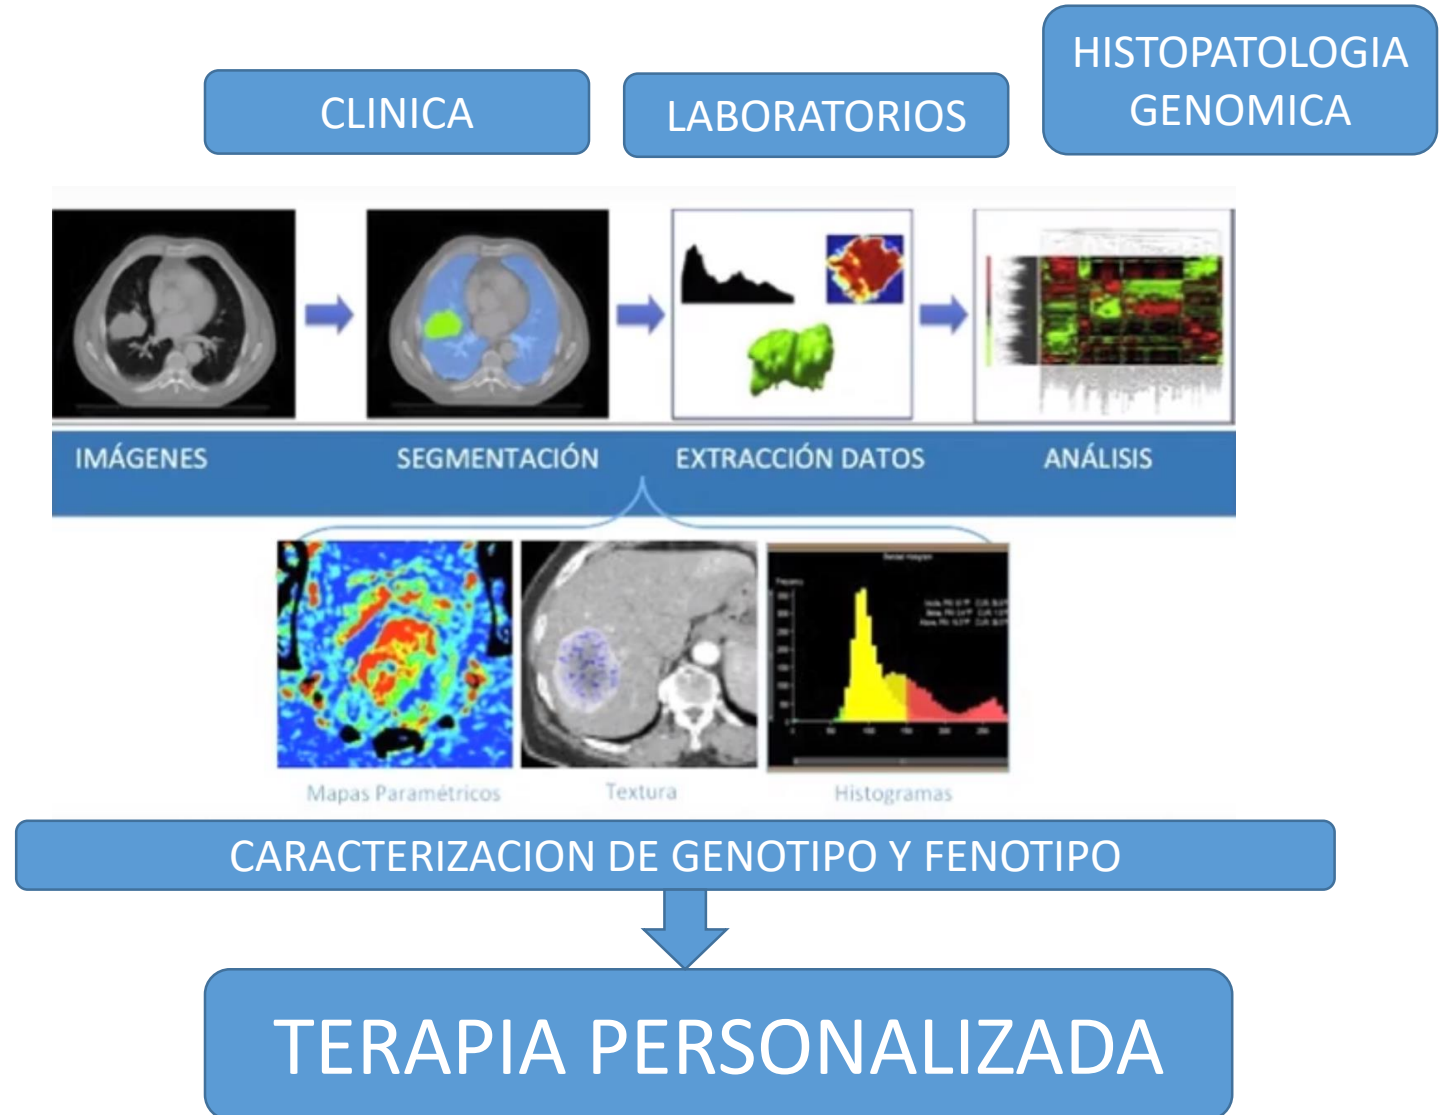 CLINICA
LABORATORIOS
HISTOPATOLOGIA
GENOMICA
IMÁGENES
SEGMENTACIÓN
EXTRACCIÓN DATOS
ANÁLISIS
Frequency
Mapas Paramétricos
Textura
Histogramas
CARACTERIZACION DE GENOTIPO Y FENOTIPO
TERAPIA PERSONALIZADA